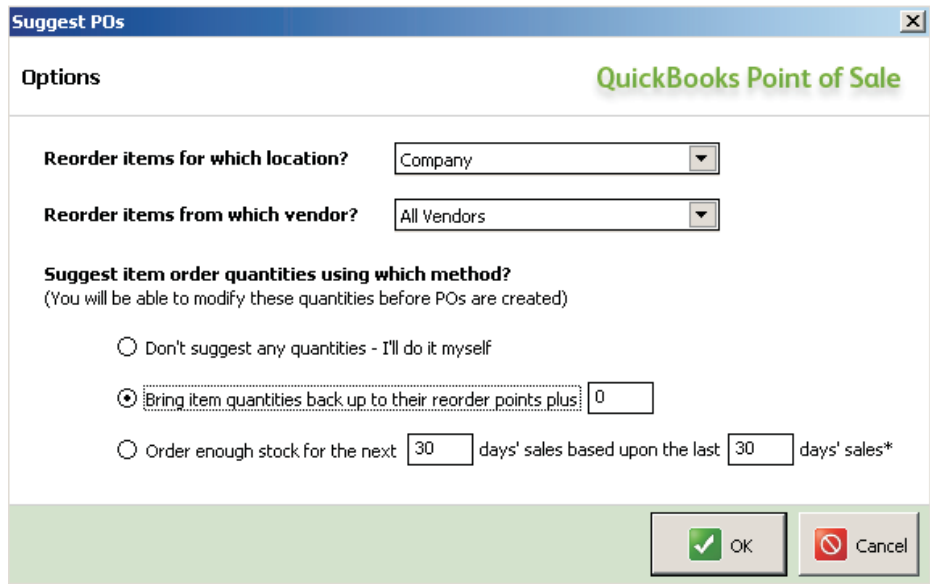 Suggest POs
Options
QuickBooks Point of Sale
Reorder items for which location? Company
Reorder items from which vendor? All Vendors
Suggest item order quantities using which method?
(You will be able to modify these quantities before POs are created)
Don't suggest any quantities - I'll do it myself
Bring item quantities back up to their reorder points plus 0
Order enough stock for the next 30 days' sales based upon the last 30 days' sales*
OK Cancel